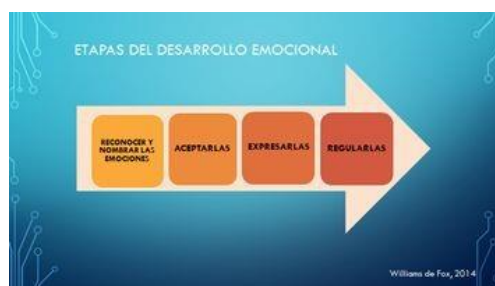 ETAPAS DEL DESARROLLO EMOCIONAL
RECONOCER Y
NOMBRAR LAS
EMOCIONES
ACEPTARLAS
EXPRESARLAS
REGULARLAS
Williams de Fox, 2014